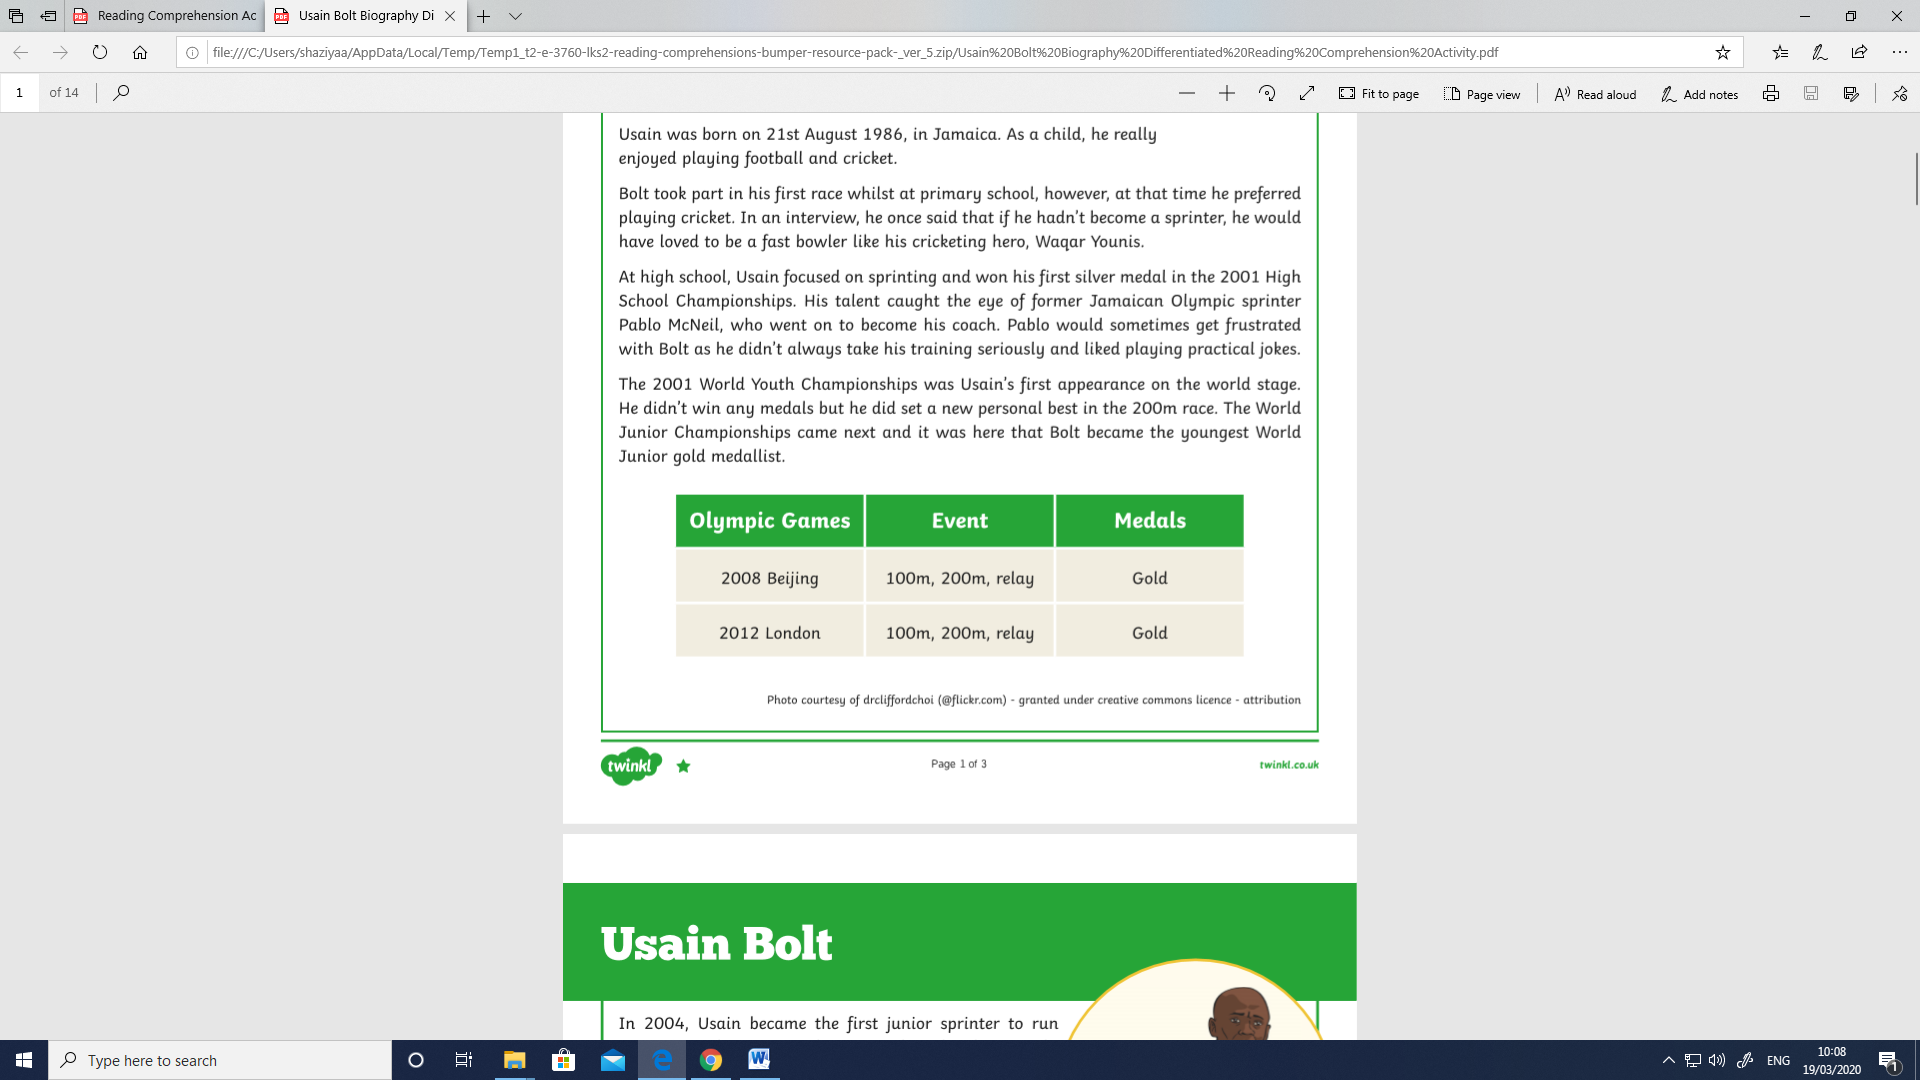 Reading Comprehension Ac
Usain Bolt Biography Di
file:///C:/Users/shaziyaa/AppData/Local/Temp/Temp1_t2-e-3760-lks2-reading-comprehensions-bumper-resource-pack-_ver_5.zip/Usain%20Bolt%20Biography%20Differentiated%20Reading%20Comprehension%20Activity.pdf
1 of 14 Fit to page Page view Read aloud Add notes
Usain was born on 21st August 1986, in Jamaica. As a child, he really
enjoyed playing football and cricket.
Bolt took part in his first race whilst at primary school, however, at that time he preferred
playing cricket. In an interview, he once said that if he hadn't become a sprinter, he would
have loved to be a fast bowler like his cricketing hero, Waqar Younis.
At high school, Usain focused on sprinting and won his first silver medal in the 2001 High
School Championships. His talent caught the eye of former Jamaican Olympic sprinter
Pablo McNeil, who went on to become his coach. Pablo would sometimes get frustrated
with Bolt as he didn't always take his training seriously and liked playing practical jokes.
The 2001 World Youth Championships was Usain's first appearance on the world stage.
He didn't win any medals but he did set a new personal best in the 200m race. The World
Junior Championships came next and it was here that Bolt became the youngest World
Junior gold medallist.
Olympic Games Event Medals
2008 Beijing 100m, 200m, relay Gold
2012 London 100m, 200m, relay Gold
Photo courtesy of drcliffordchoi (@flickr.com) - granted under creative commons licence - attribution
twinkl Page 1 of 3 twinkl.co.uk
Usain Bolt
In 2004, Usain became the first junior sprinter to run
Type here to search
ENG
10:08
19/03/2020
1